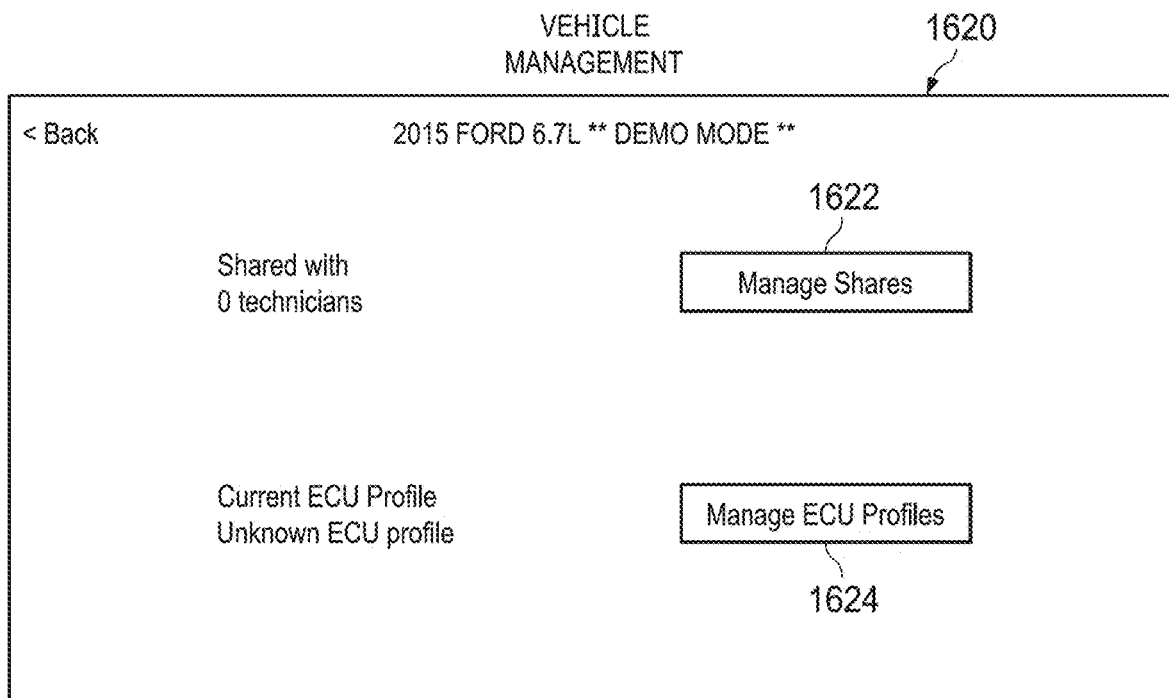 VEHICLE
MANAGEMENT
1620
< Back
2015 FORD 6.7L ** DEMO MODE **
1622
Shared with
0 technicians
Manage Shares
Current ECU Profile
Unknown ECU profile
Manage ECU Profiles
1624